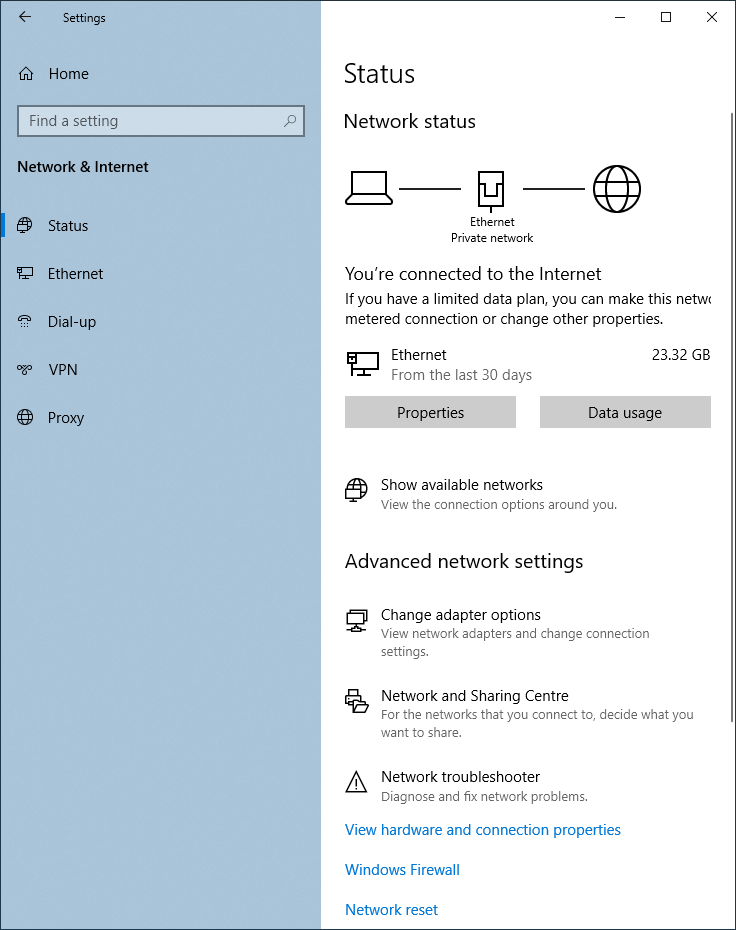 Settings
Home
Find a setting
Network & Internet
Status
Ethernet
Dial-up
VPN
Proxy
Status
Network status
Ethernet
Private network
You're connected to the Internet
If you have a limited data plan, you can make this netwo
metered connection or change other properties.
Ethernet
23.32 GB
From the last 30 days
Properties
Data usage
Show available networks
View the connection options around you.
Advanced network settings
Change adapter options
View network adapters and change connection
settings.
Network and Sharing Centre
For the networks that you connect to, decide what you
want to share.
Network troubleshooter
Diagnose and fix network problems.
View hardware and connection properties
Windows Firewall
Network reset